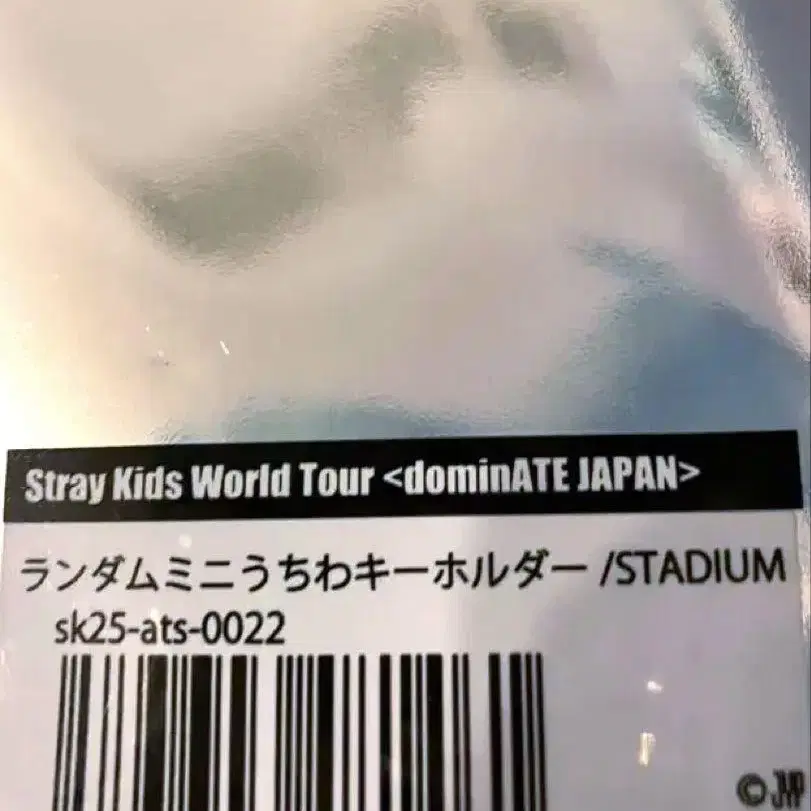 Stray Kids World Tour <dominATE JAPAN>
ランダムミニうちわキーホルダー /STADIUM
sk25-ats-0022